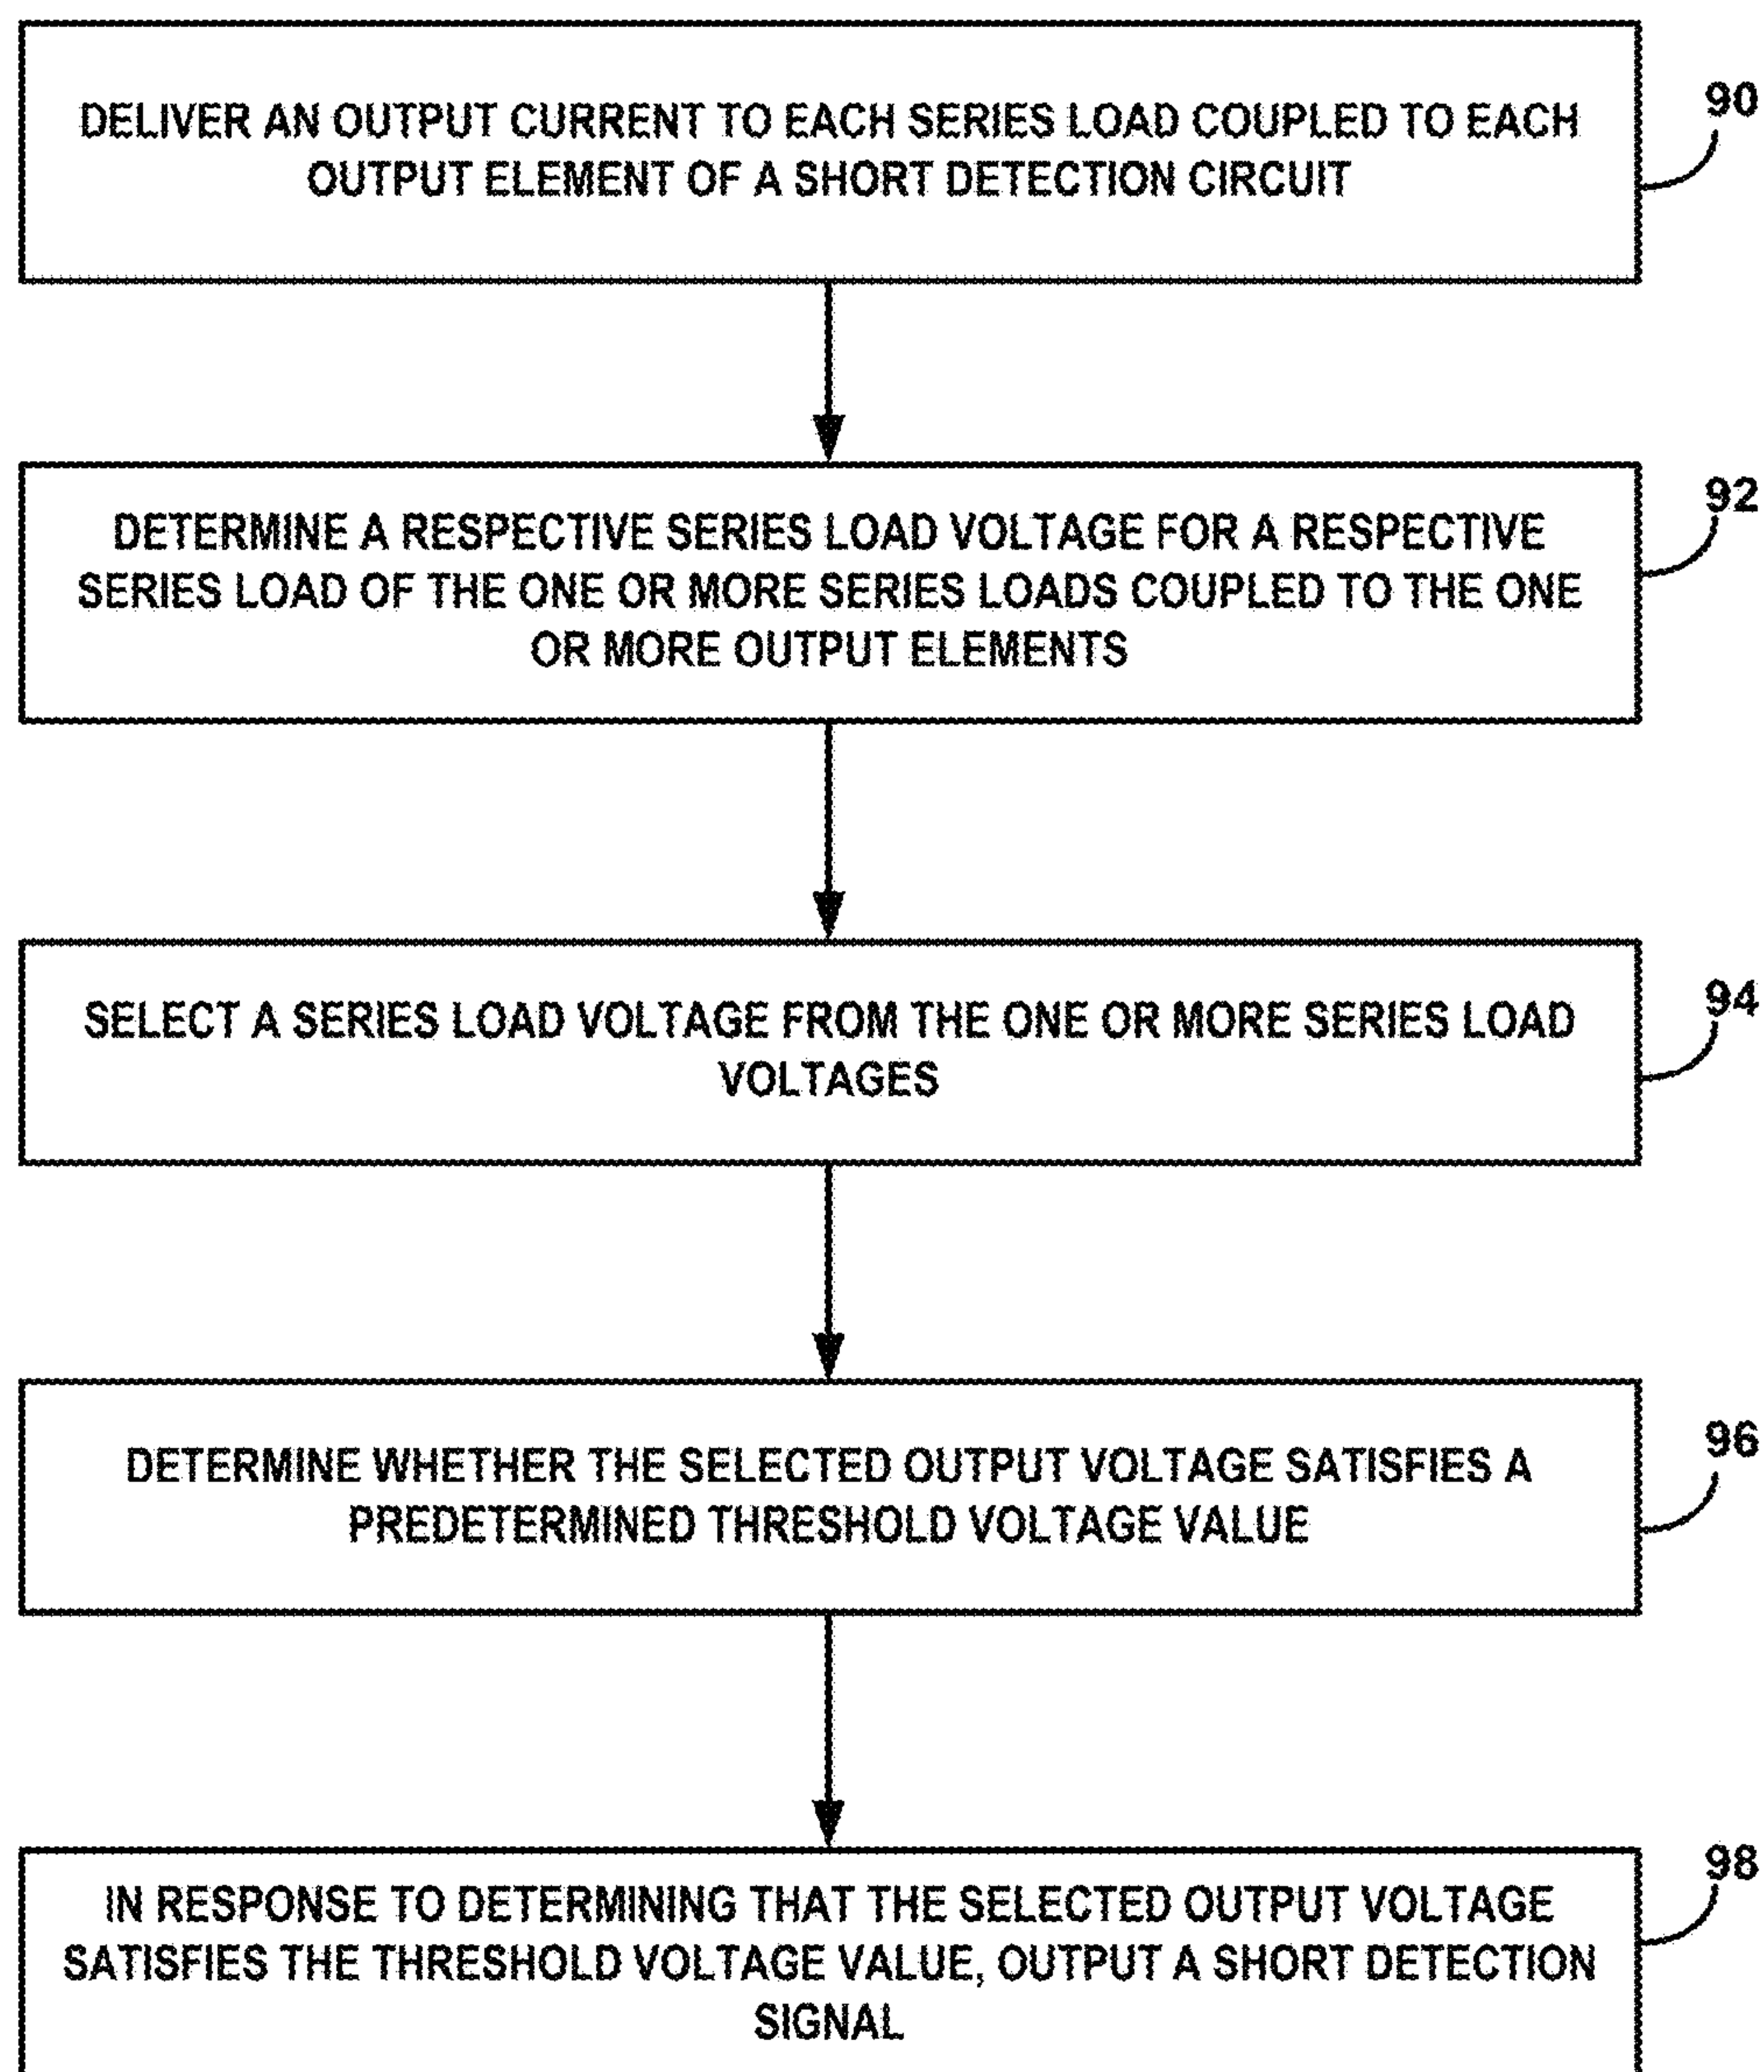 DELIVER AN OUTPUT CURRENT TO EACH SERIES LOAD COUPLED TO EACH
OUTPUT ELEMENT OF A SHORT DETECTION CIRCUIT
90
DETERMINE A RESPECTIVE SERIES LOAD VOLTAGE FOR A RESPECTIVE
SERIES LOAD OF THE ONE OR MORE SERIES LOADS COUPLED TO THE ONE
OR MORE OUTPUT ELEMENTS
92
SELECT A SERIES LOAD VOLTAGE FROM THE ONE OR MORE SERIES LOAD
VOLTAGES
94
DETERMINE WHETHER THE SELECTED OUTPUT VOLTAGE SATISFIES A
PREDETERMINED THRESHOLD VOLTAGE VALUE
96
IN RESPONSE TO DETERMINING THAT THE SELECTED OUTPUT VOLTAGE
SATISFIES THE THRESHOLD VOLTAGE VALUE, OUTPUT A SHORT DETECTION
SIGNAL
98